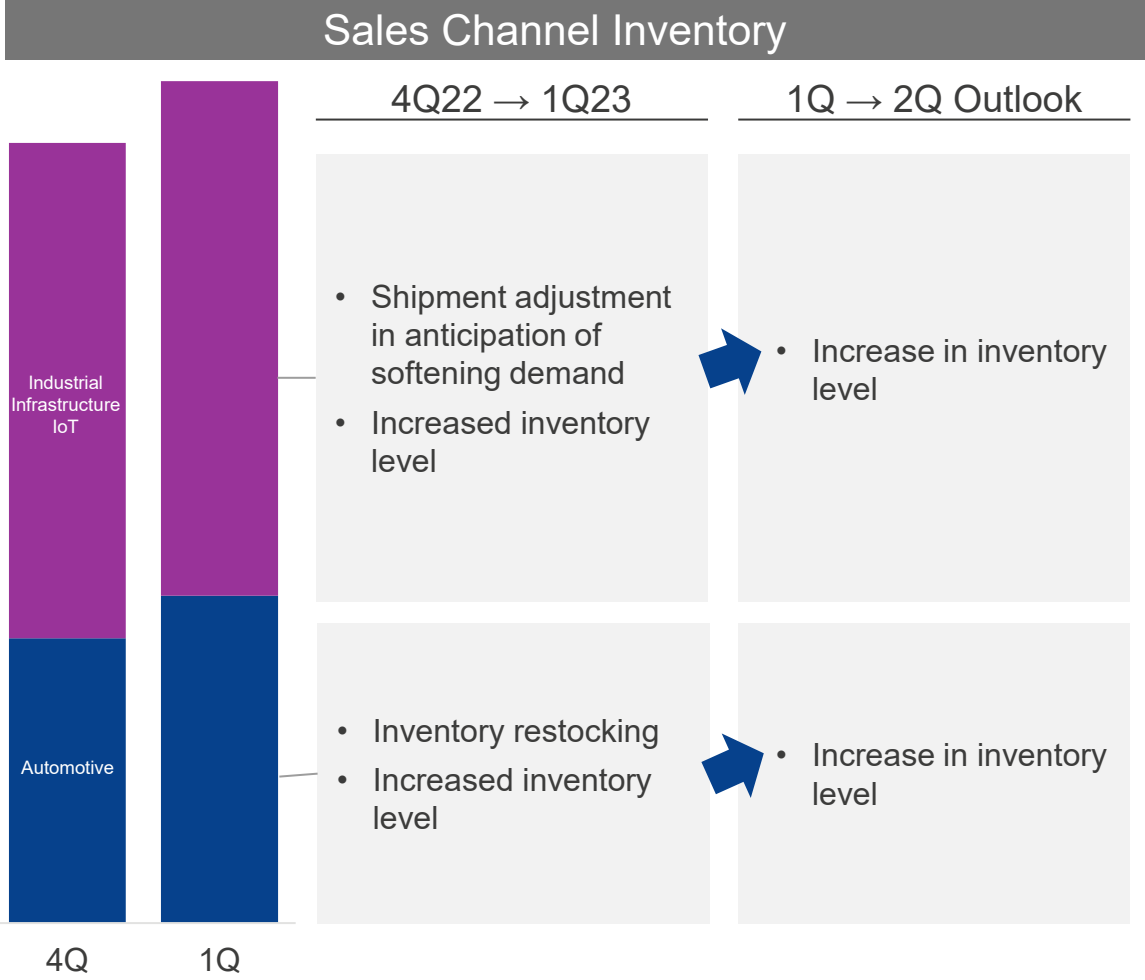 Sales Channel Inventory
4Q22 → 1Q23
1Q → 2Q Outlook
Industrial
Infrastructure
IoT
• Shipment adjustment
in anticipation of
softening demand
• Increased inventory
level
• Increase in inventory
level
Automotive
• Inventory restocking
• Increased inventory
level
• Increase in inventory
level
4Q
1Q